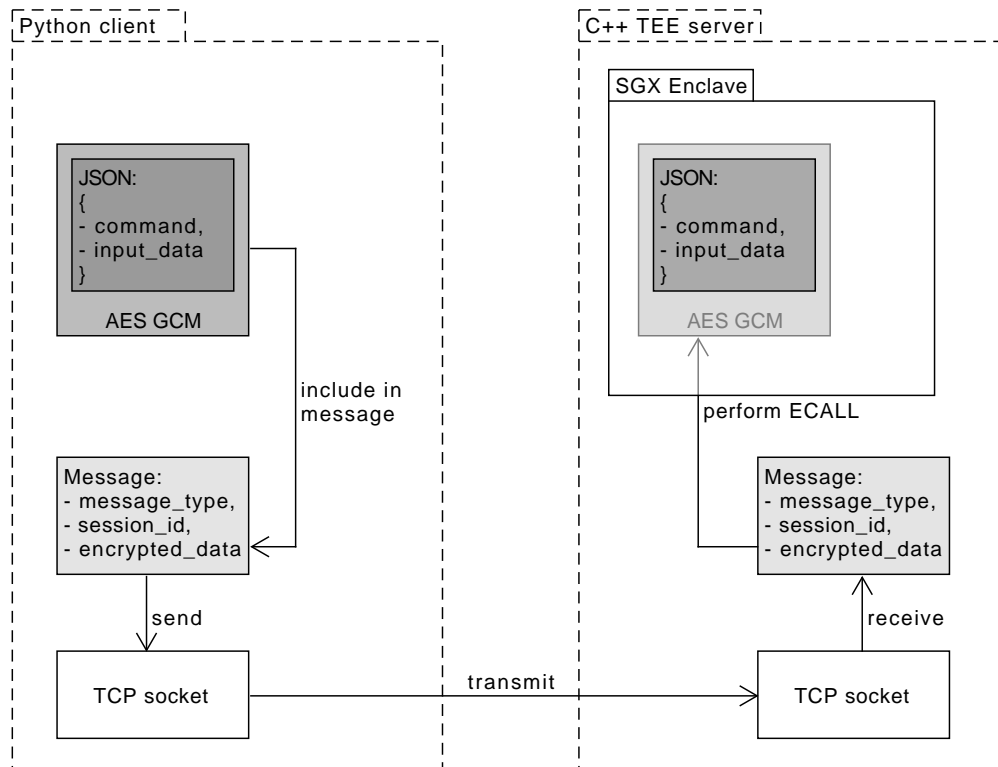 Python client
JSON:
{
- command,
- input_data
}
AES GCM
include in
message
Message:
- message_type,
- session_id,
- encrypted_data
send
TCP socket
transmit
C++ TEE server
SGX Enclave
JSON:
{
- command,
- input_data
}
AES GCM
perform ECALL
Message:
- message_type,
- session_id,
- encrypted_data
receive
TCP socket